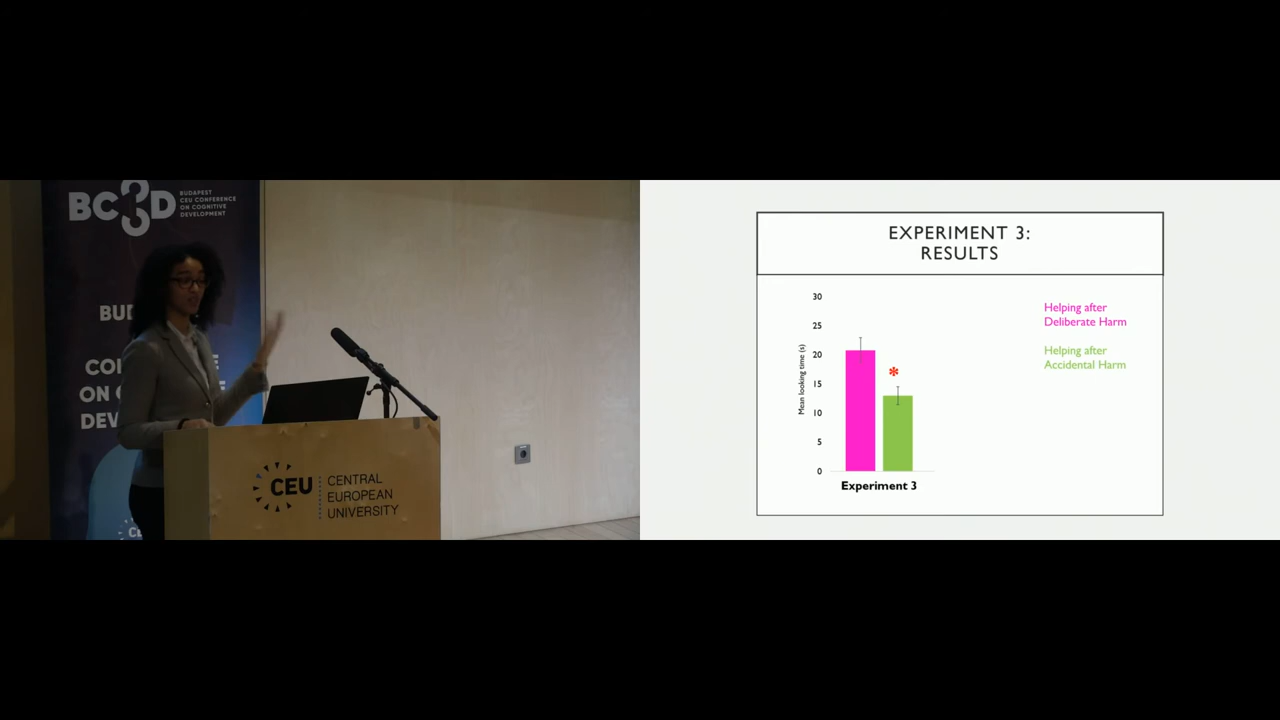 BC3D
BUDAPEST
CEU CONFERENCE
ON COGNITIVE
DEVELOPMENT
ON
CEU
CENTRAL
EUROPEAN
UNIVERSITY
EXPERIMENT 3:
RESULTS
30
25
20
15
10
5
0
Mean looking time (s)
*
Experiment 3
Helping after
Deliberate Harm
Helping after
Accidental Harm